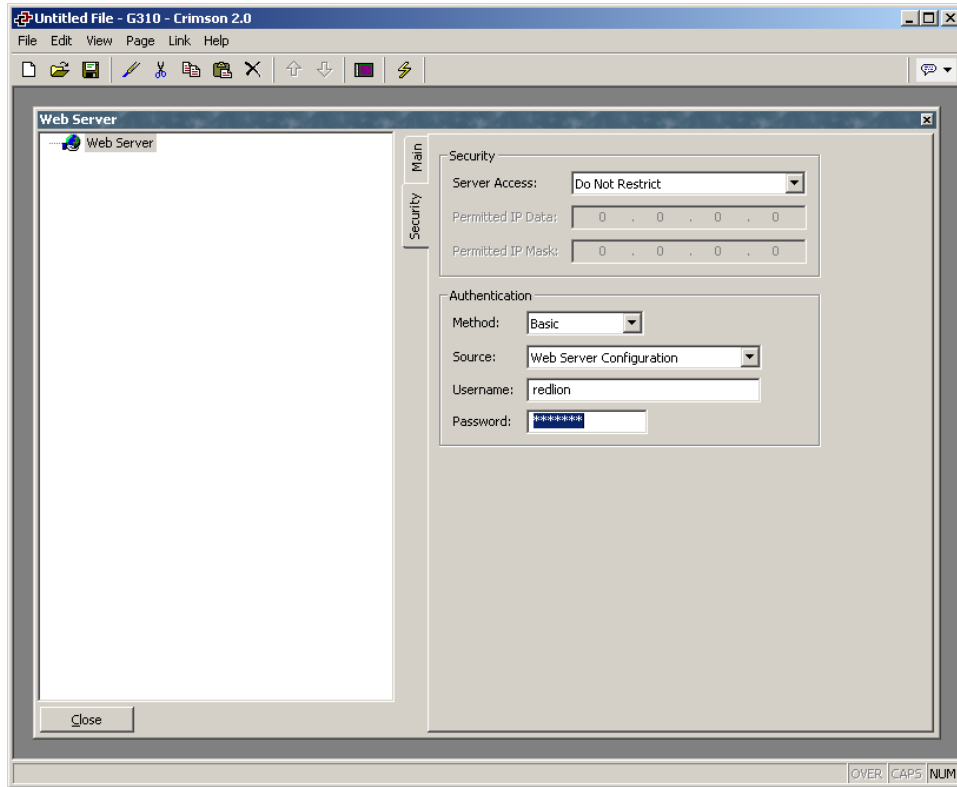 Untitled File - G310 - Crimson 2.0
File Edit View Page Link Help
Web Server
Web Server
Main
Security
Security
Server Access: Do Not Restrict
Permitted IP Data: 0 . 0 . 0 . 0
Permitted IP Mask: 0 . 0 . 0 . 0
Authentication
Method: Basic
Source: Web Server Configuration
Username: redlion
Password: *******
Close
OVER CAPS NUM